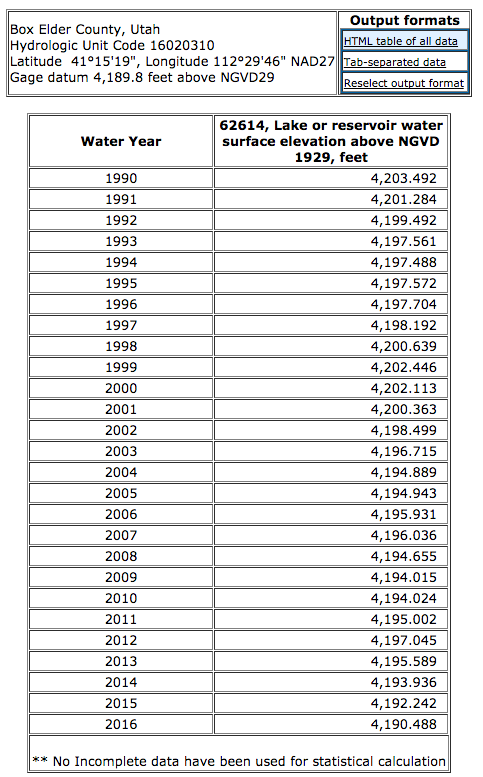 Box Elder County, Utah
Hydrologic Unit Code 16020310
Latitude  41°15'19", Longitude 112°29'46" NAD27
Gage datum 4,189.8 feet above NGVD29
Output formats
HTML table of all data
Tab-separated data
Reselect output format
Water Year
62614, Lake or reservoir water
surface elevation above NGVD
1929, feet
1990 4,203.492
1991 4,201.284
1992 4,199.492
1993 4,197.561
1994 4,197.488
1995 4,197.572
1996 4,197.704
1997 4,198.192
1998 4,200.639
1999 4,202.446
2000 4,202.113
2001 4,200.363
2002 4,198.499
2003 4,196.715
2004 4,194.889
2005 4,194.943
2006 4,195.931
2007 4,196.036
2008 4,194.655
2009 4,194.015
2010 4,194.024
2011 4,195.002
2012 4,197.045
2013 4,195.589
2014 4,193.936
2015 4,192.242
2016 4,190.488
** No Incomplete data have been used for statistical calculation